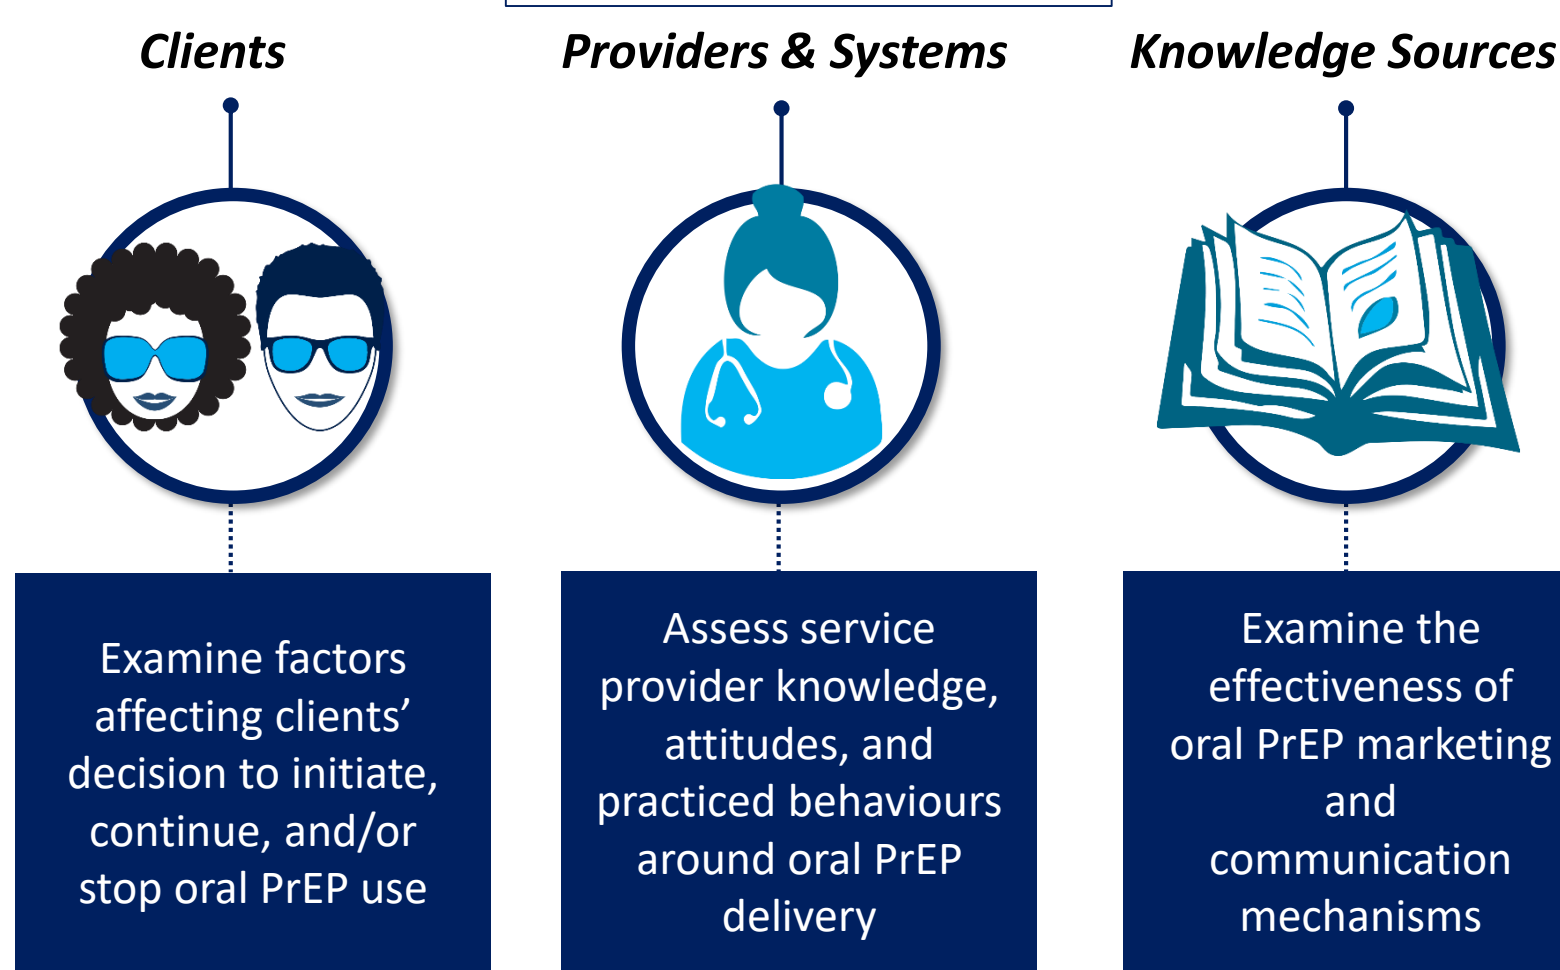 Clients
Providers & Systems
Knowledge Sources
Examine factors
affecting clients’
decision to initiate,
continue, and/or
stop oral PrEP use
Assess service
provider knowledge,
attitudes, and
practiced behaviours
around oral PrEP
delivery
Examine the
effectiveness of
oral PrEP marketing
and
communication
mechanisms